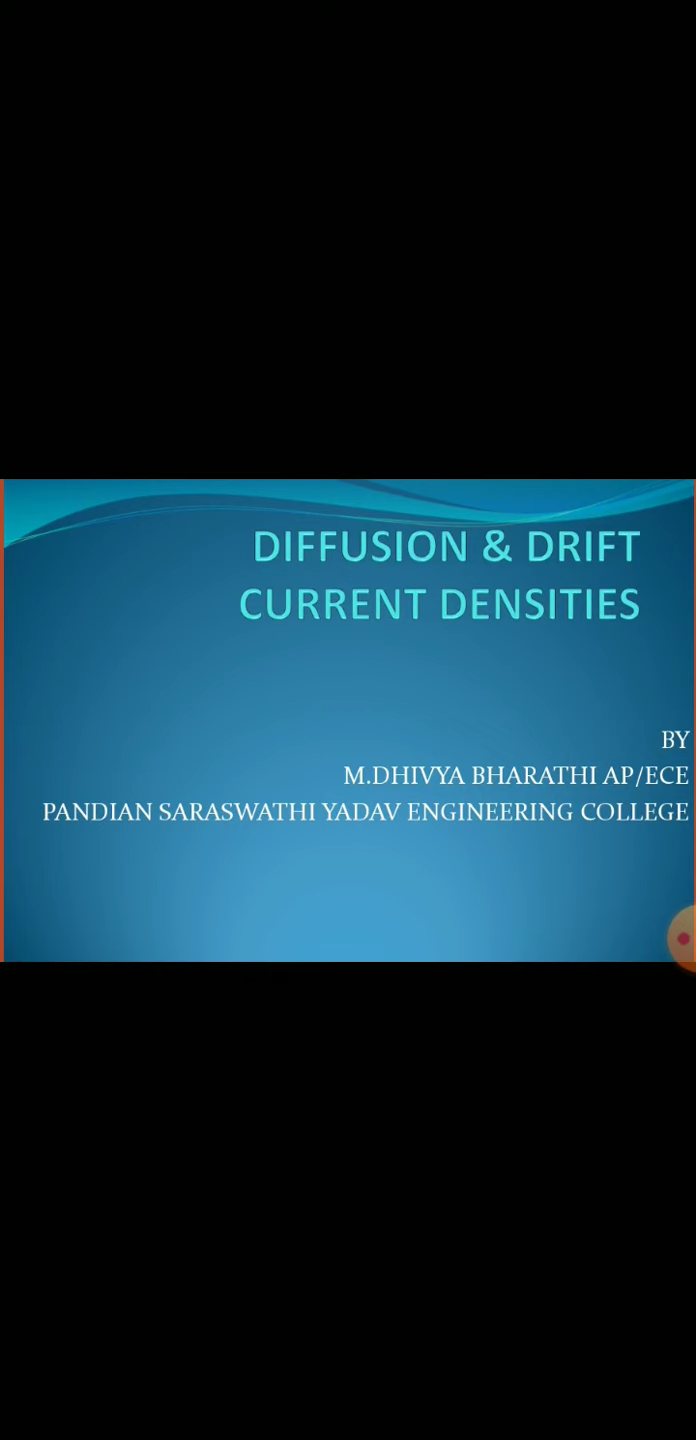 DIFFUSION & DRIFT
CURRENT DENSITIES
BY
M.DHIVYA BHARATHI AP/ECE
PANDIAN SARASWATHI YADAV ENGINEERING COLLEGE